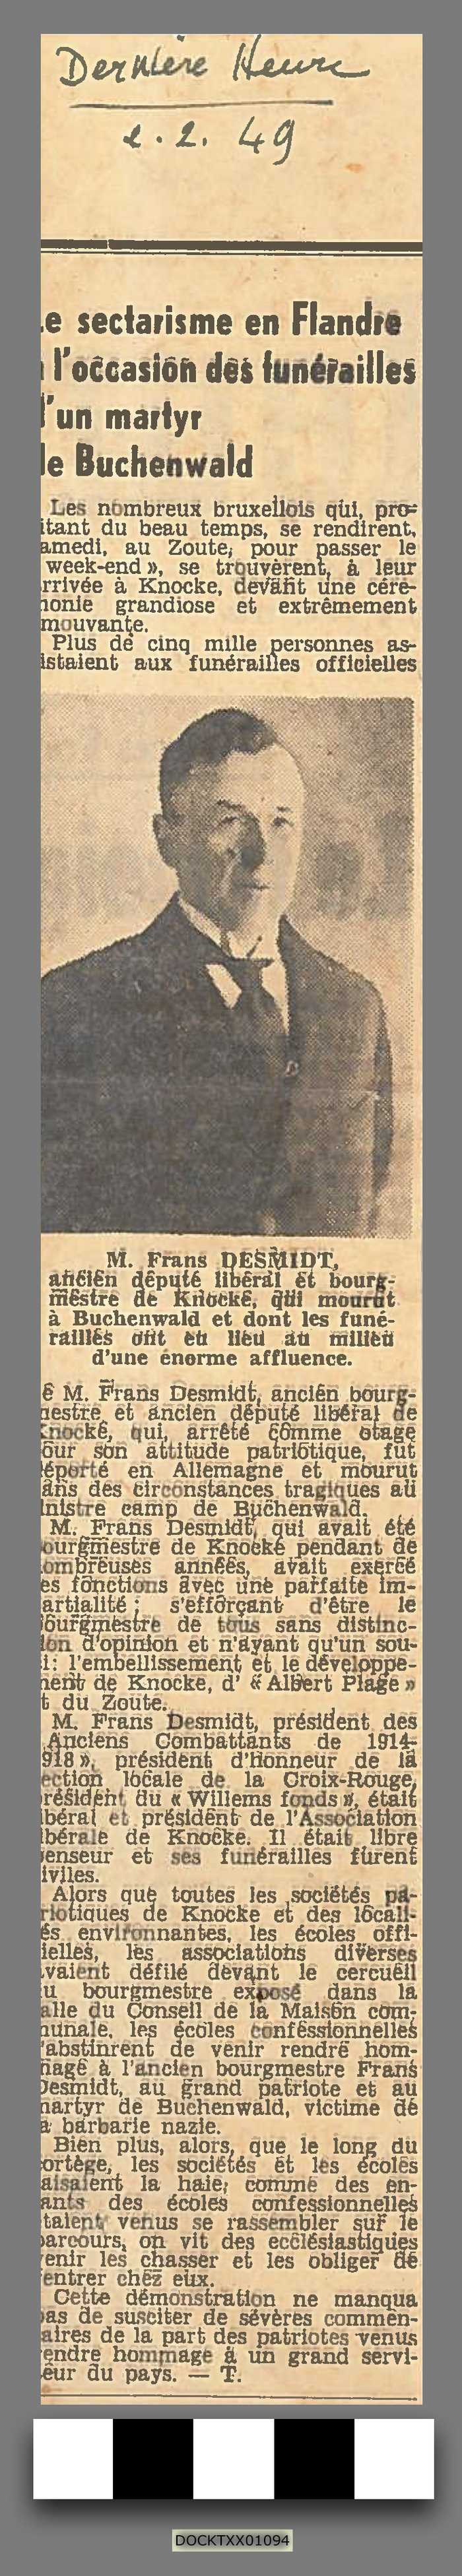 Dernière Heure
2.2.49
Le sectarisme en Flandre
l'occasion des funérailles
l'un martyr
le Buchenwald
Les nombreux bruxellois qui, pro-
itant du beau temps, se rendirent,
amedi, au Zoute, pour passer le
week-end », se trouvèrent, à leur
rrivée à Knocke, devant une céré-
nonie grandiose et extrêmement
mouvante.
Plus de cinq mille personnes as-
istaient aux funérailles officielles
M. Frans DESMIDT,
ancien député libéral et bourg-
mestre de Knocke, qui mourut
à Buchenwald et dont les funé-
railles ont eu lieu au milieu
d'une énorme affluence.
e M. Frans Desmidt, ancien bourg-
nestre et ancien député libéral de
Knocke, qui, arrêté comme otage
our son attitude patriotique, fut
déporté en Allemagne et mourut
ans des circonstances tragiques au
inistre camp de Buchenwald.
M. Frans Desmidt, qui avait été
ourgmestre de Knocke pendant de
ombreuses années, avait exercé
es fonctions avec une parfaite im-
artialité ; s'efforçant d'être le
bourgmestre de tous sans distinc-
ion d'opinion et n'ayant qu'un sou-
i: l'embellissement et le développe-
ment de Knocke, d' « Albert Plage »
t du Zoute.
M. Frans Desmidt, président des
Anciens Combattants de 1914-
918 », président d'honneur de la
ection locale de la Croix-Rouge,
résident du « Willems fonds », était
ibéral et président de l'Association
ibérale de Knocke. Il était libre
penseur et ses funérailles furent
iviles.
Alors que toutes les sociétés pa-
riotiques de Knocke et des locali-
és environnantes, les écoles offi-
ielles, les associations diverses
avaient défilé devant le cercueil
u bourgmestre exposé dans la
alle du Conseil de la Maison com-
munale, les écoles confessionnelles
'abstinrent de venir rendre hom-
nage à l'ancien bourgmestre Frans
Desmidt, au grand patriote et au
martyr de Buchenwald, victime de
a barbarie nazie.
Bien plus, alors, que le long du
ortège, les sociétés et les écoles
aisaient la haie, comme des en-
ants des écoles confessionnelles
taient venus se rassembler sur le
parcours, on vit des ecclésiastiques
venir les chasser et les obliger de
rentrer chez eux.
Cette démonstration ne manqua
pas de susciter de sévères commen-
aires de la part des patriotes venus
rendre hommage à un grand servi-
eur du pays. — T.
DOCKTXX01094